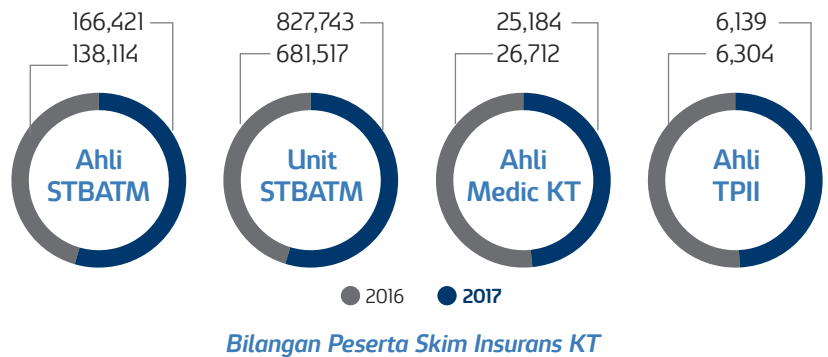 166,421
138,114
Ahli
STBATM
827,743
681,517
Unit
STBATM
25,184
26,712
Ahli
Medic KT
6,139
6,304
Ahli
TPII
2016
2017
Bilangan Peserta Skim Insurans KT